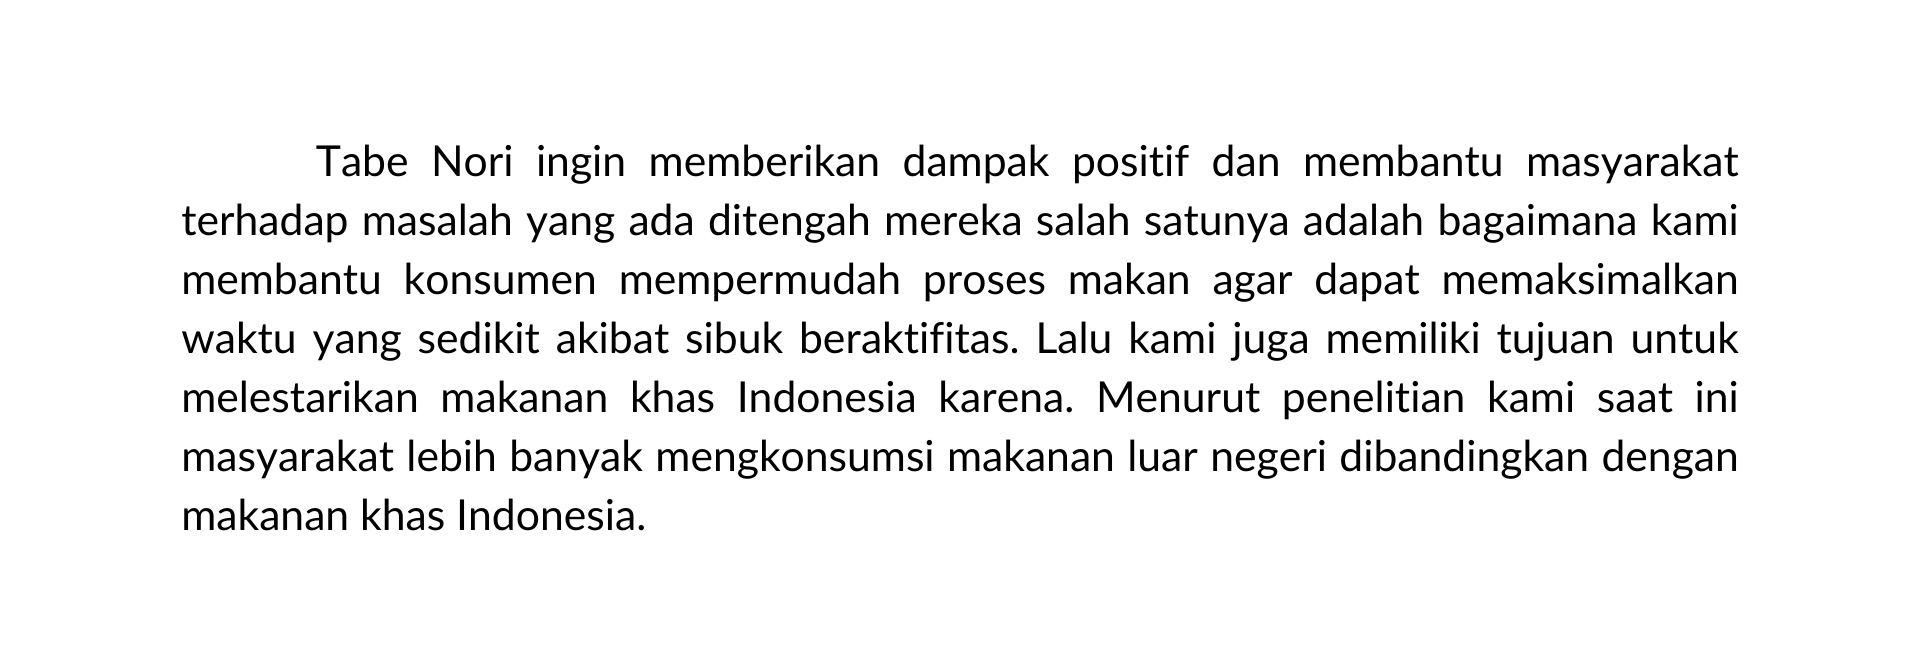 Tabe Nori ingin memberikan dampak positif dan membantu masyarakat
terhadap masalah yang ada ditengah mereka salah satunya adalah bagaimana kami
membantu konsumen mempermudah proses makan agar dapat memaksimalkan
waktu yang sedikit akibat sibuk beraktifitas. Lalu kami juga memiliki tujuan untuk
melestarikan makanan khas Indonesia karena. Menurut penelitian kami saat ini
masyarakat lebih banyak mengkonsumsi makanan luar negeri dibandingkan dengan
makanan khas Indonesia.